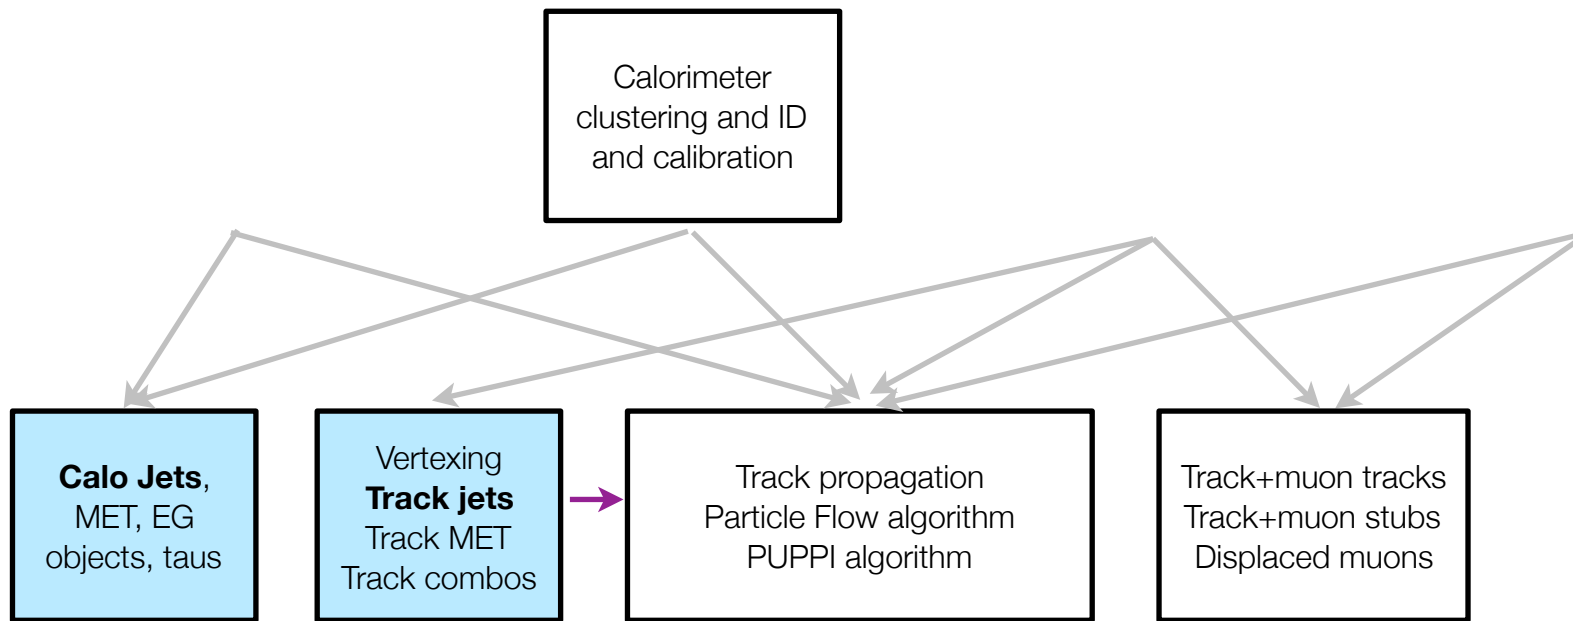 Calorimeter
clustering and ID
and calibration
Calo Jets,
MET, EG
objects, taus
Vertexing
Track jets
Track MET
Track combos
Track propagation
Particle Flow algorithm
PUPPI algorithm
Track+muon tracks
Track+muon stubs
Displaced muons